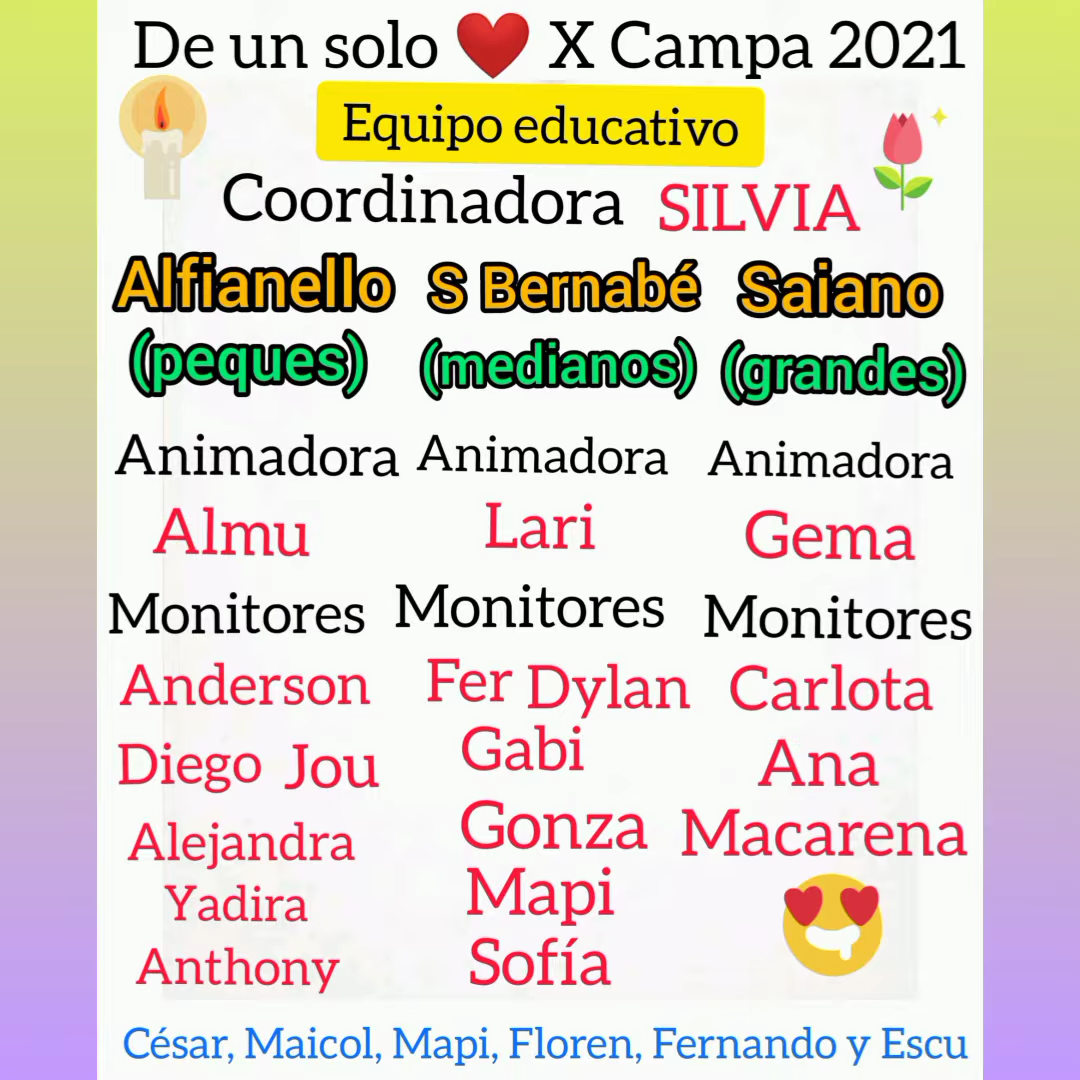 De un solo ❤️ X Campa 2021
Equipo educativo
Coordinadora SILVIA
Alfianello S Bernabé Saiano
(peques) (medianos) (grandes)
Animadora Animadora Animadora
Almu Lari Gema
Monitores Monitores Monitores
Anderson Fer Dylan Carlota
Diego Jou Gabi Ana
Alejandra Gonza Macarena
Yadira Mapi
Anthony Sofía
César, Maicol, Mapi, Floren, Fernando y Escu